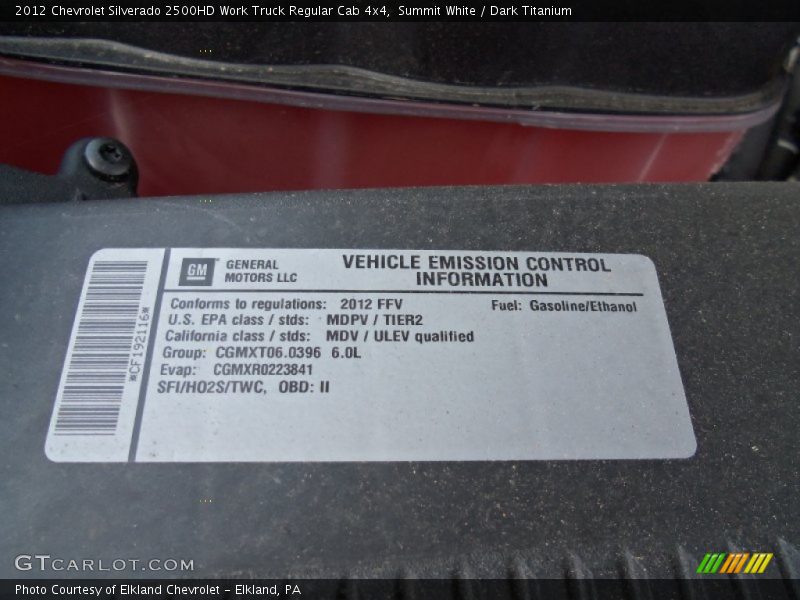 2012 Chevrolet Silverado 2500HD Work Truck Regular Cab 4x4, Summit White / Dark Titanium
GM GENERAL MOTORS LLC
VEHICLE EMISSION CONTROL
INFORMATION
Conforms to regulations: 2012 FFV Fuel: Gasoline/Ethanol
U.S. EPA class / stds: MDPV / TIER2
California class / stds: MDV / ULEV qualified
Group: CGMXT06.0396 6.0L
Evap: CGMXR0223841
SFI/HO2S/TWC, OBD: II
*CF192116*
GTCARLOT.COM
Photo Courtesy of Elkland Chevrolet - Elkland, PA